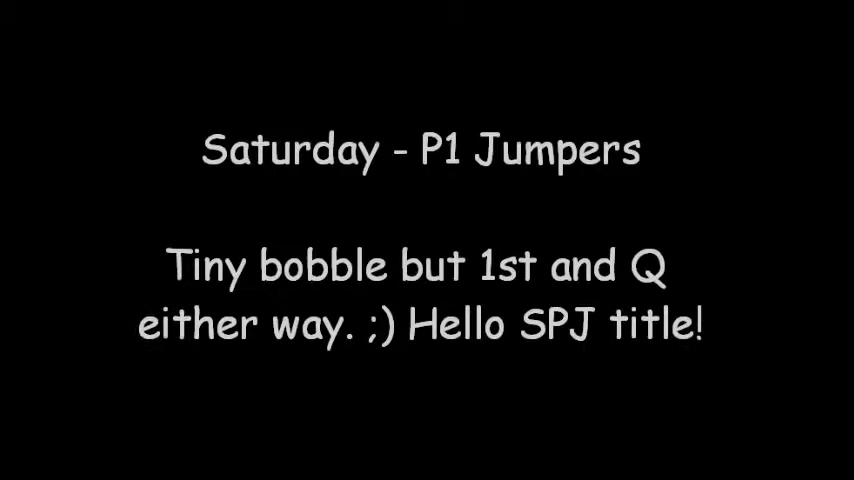 Saturday - P1 Jumpers
Tiny bobble but 1st and Q
either way. ;) Hello SPJ title!